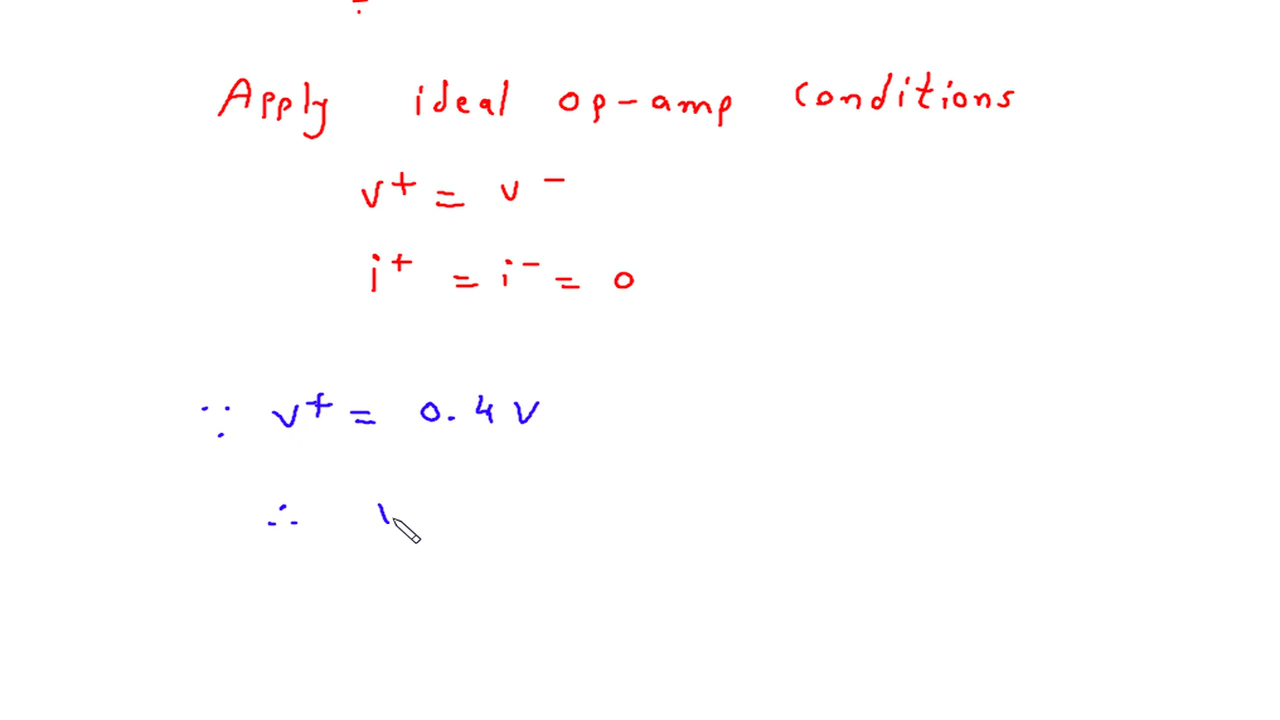 Apply ideal op-amp conditions
v⁺ = v⁻
i⁺ = i⁻ = 0
∵ v⁺ = 0.4 V
∴